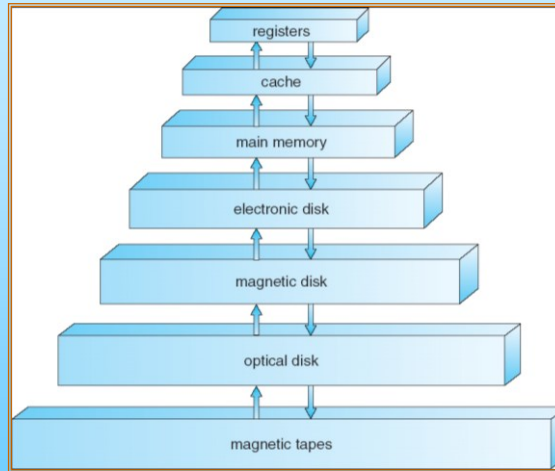 registers
cache
main memory
electronic disk
magnetic disk
optical disk
magnetic tapes